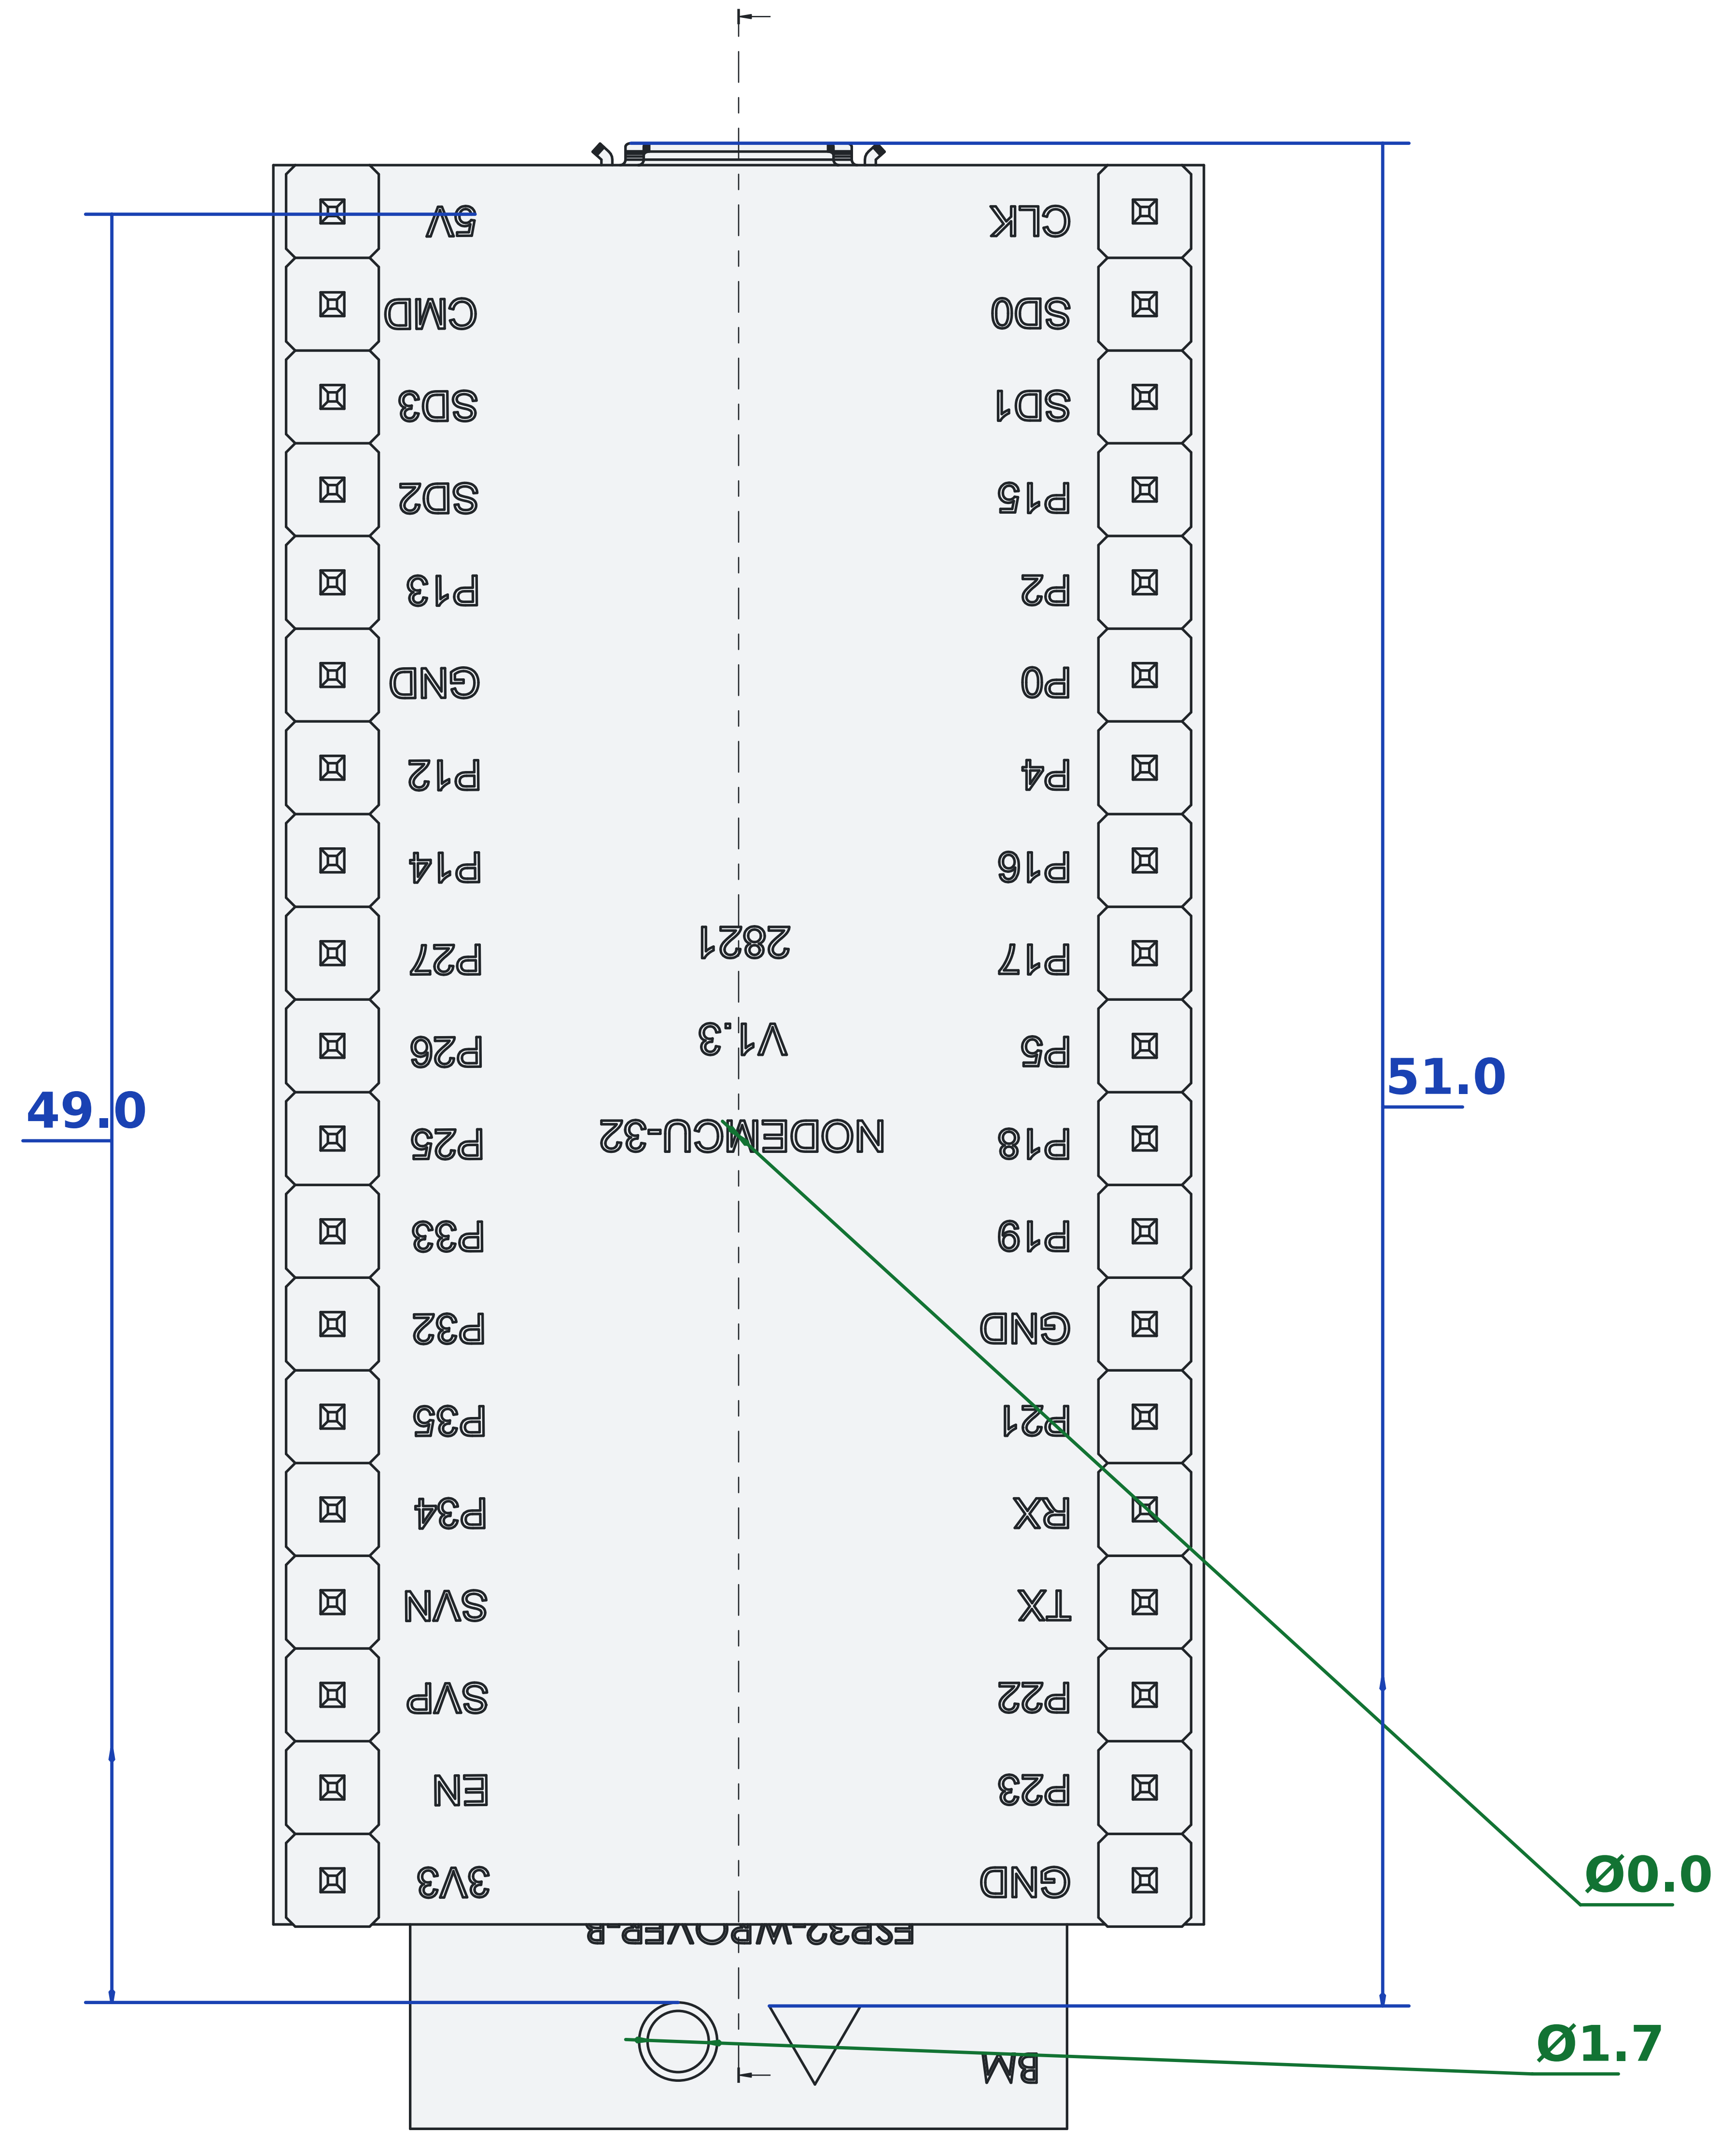 5V
CLK
CMD
SD0
SD3
SD1
SD2
P15
P13
P2
GND
P0
P12
P4
P14
P16
P27
P17
2821
P26
V1.3
P5
49.0
51.0
P25
NODEMCU-32
P18
P33
P19
P32
GND
P35
P21
P34
RX
SVN
TX
SVP
P22
EN
P23
3V3
GND
Ø0.0
ESP32-WROVER-B
Ø1.7
BM